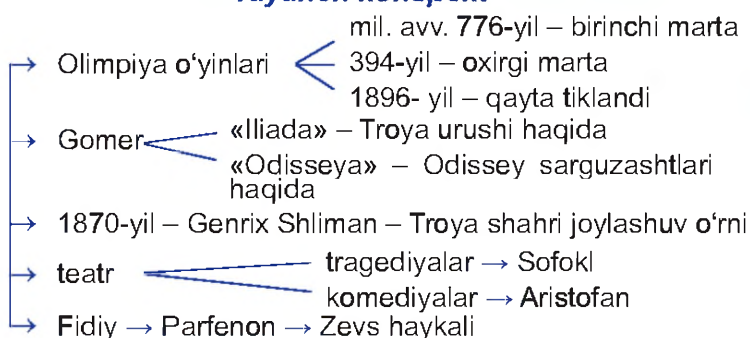 mil. avv. 776-yil – birinchi marta
Olimpiya o‘yinlari
394-yil – oxirgi marta
1896- yil – qayta tiklandi
Gomer
«Iliada» – Troya urushi haqida
«Odisseya» – Odissey sarguzashtlari
haqida
1870-yil – Genrix Shliman – Troya shahri joylashuv o‘rni
teatr
tragediyalar → Sofokl
komediyalar → Aristofan
Fidiy → Parfenon → Zevs haykali